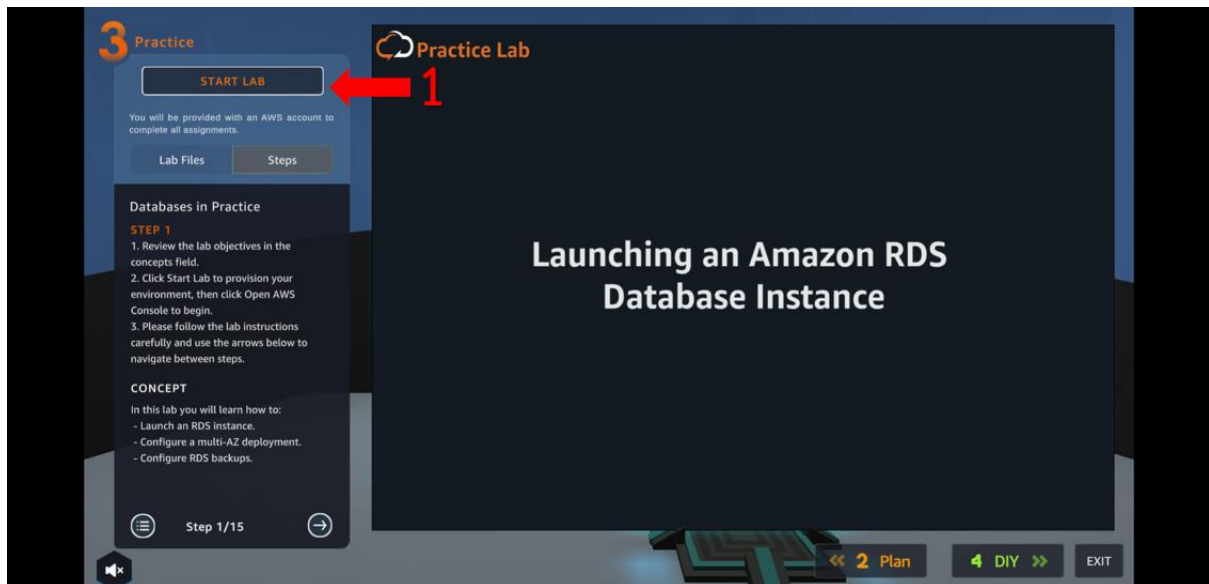 3 Practice
START LAB
1
You will be provided with an AWS account to
complete all assignments.
Lab Files Steps
Databases in Practice
STEP 1
1. Review the lab objectives in the
concepts field.
2. Click Start Lab to provision your
environment, then click Open AWS
Console to begin.
3. Please follow the lab instructions
carefully and use the arrows below to
navigate between steps.
CONCEPT
In this lab you will learn how to:
- Launch an RDS instance.
- Configure a multi-AZ deployment.
- Configure RDS backups.
Step 1/15
Practice Lab
Launching an Amazon RDS
Database Instance
<< 2 Plan
4 DIY >>
EXIT